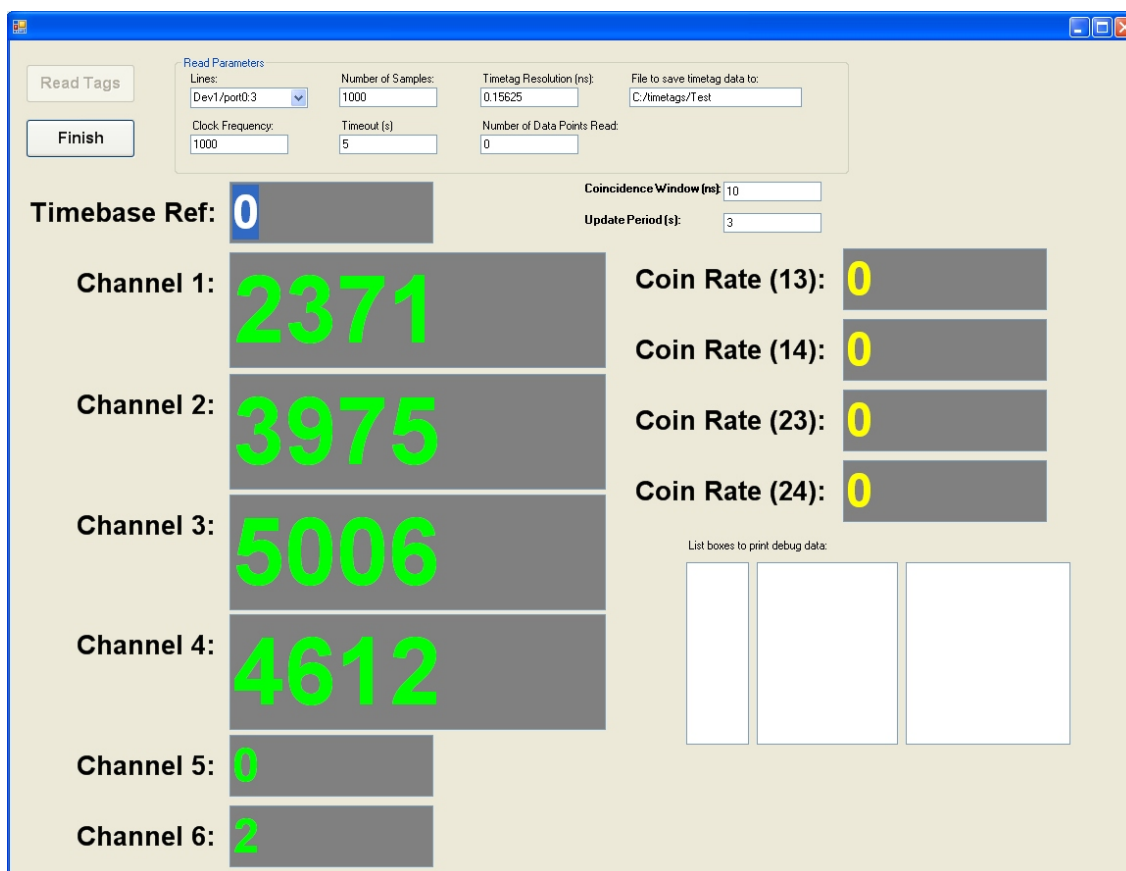 Read Tags
Finish
Read Parameters
Lines: Number of Samples: Timetag Resolution (ns): File to save timetag data to:
Dev1/port0:3 1000 0.15625 C:/timetags/Test
Clock Frequency: Timeout (s) Number of Data Points Read:
1000 5 0
Timebase Ref: 0
Coincidence Window (ns): 10
Update Period (s): 3
Channel 1: 2371
Channel 2: 3975
Channel 3: 5006
Channel 4: 4612
Channel 5: 0
Channel 6: 2
Coin Rate (13): 0
Coin Rate (14): 0
Coin Rate (23): 0
Coin Rate (24): 0
List boxes to print debug data: